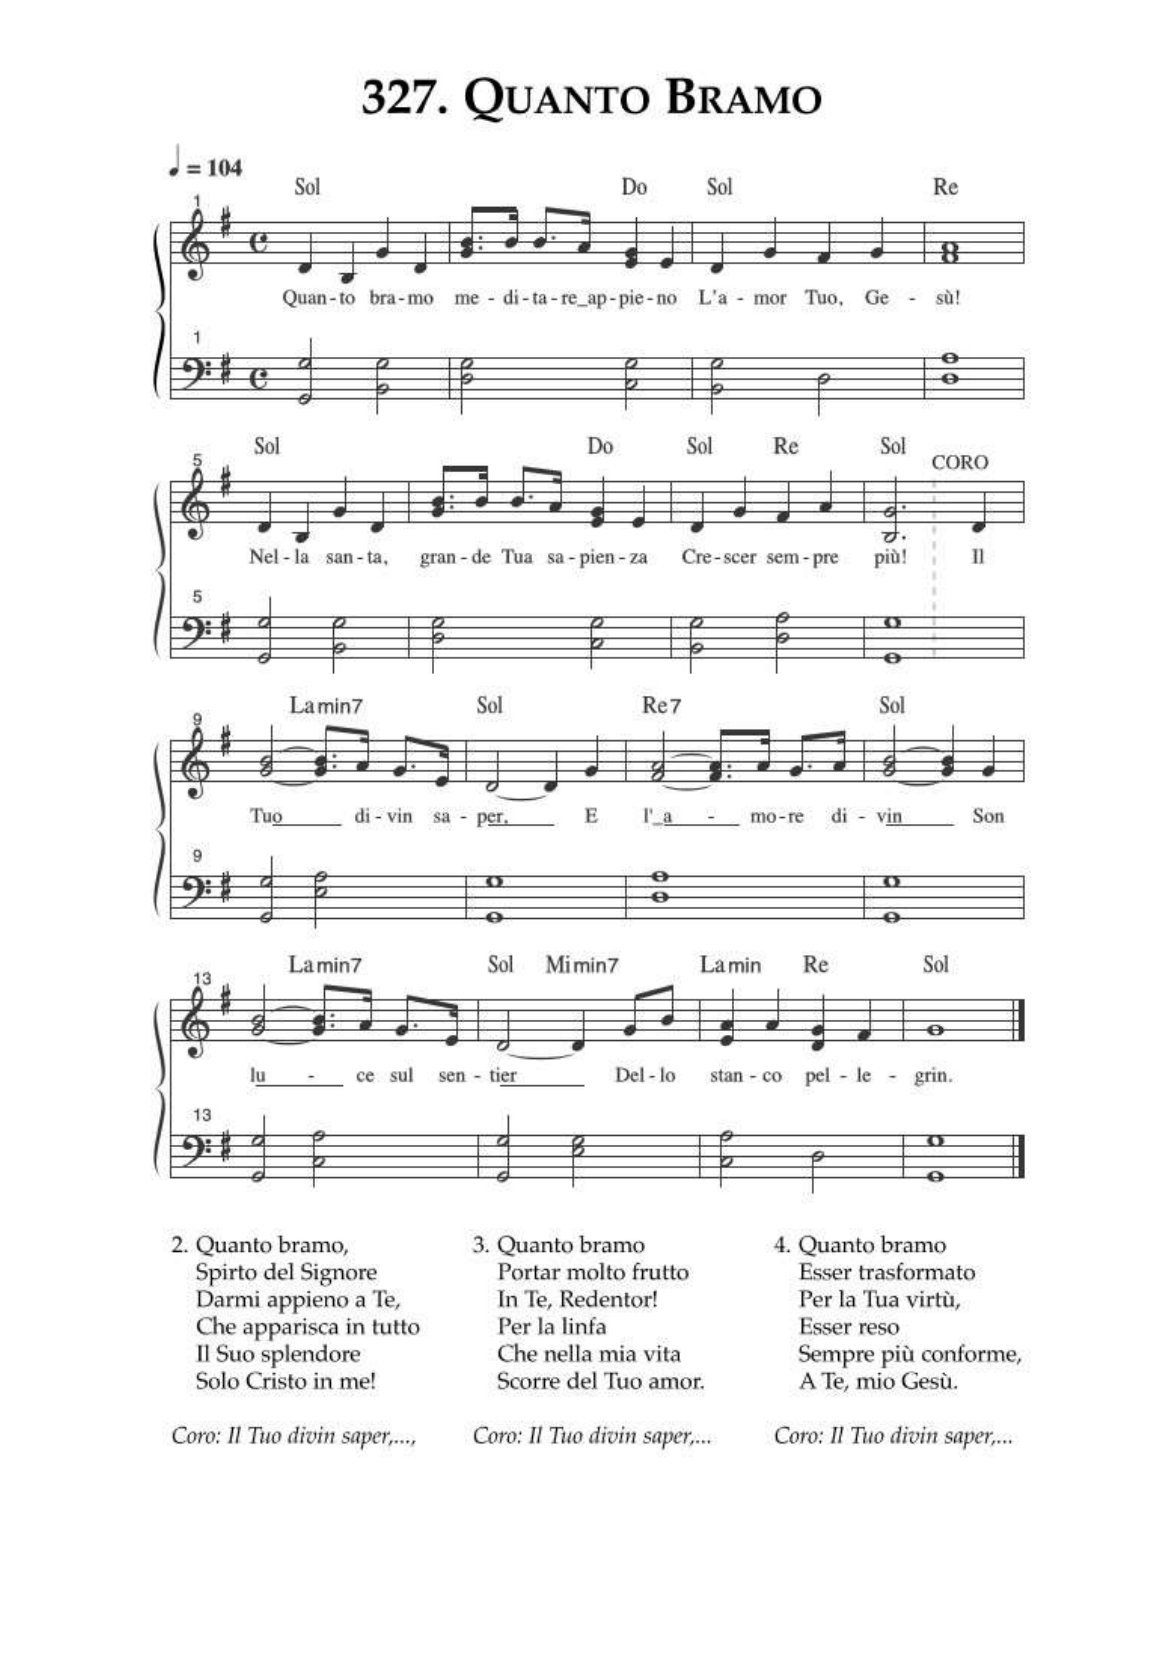 327. QUANTO BRAMO
♩ = 104
Sol Do Sol Re
1
Quan-to bra-mo me-di-ta-re_ap-pie-no L'a-mor Tuo, Ge-sù!
1
Sol Do Sol Re Sol
CORO
5
Nel-la san-ta, gran-de Tua sa-pien-za Cre-scer sem-pre più! Il
5
Lamin7 Sol Re7 Sol
9
Tuo di-vin sa-per, E l'_a-mo-re di-vin Son
9
Lamin7 Sol Mimin7 Lamin Re Sol
13
lu-ce sul sen-tier Del-lo stan-co pel-le-grin.
13
2. Quanto bramo,
Spirto del Signore
Darmi appieno a Te,
Che apparisca in tutto
Il Suo splendore
Solo Cristo in me!
Coro: Il Tuo divin saper,...,
3. Quanto bramo
Portar molto frutto
In Te, Redentor!
Per la linfa
Che nella mia vita
Scorre del Tuo amor.
Coro: Il Tuo divin saper,...
4. Quanto bramo
Esser trasformato
Per la Tua virtù,
Esser reso
Sempre più conforme,
A Te, mio Gesù.
Coro: Il Tuo divin saper,...